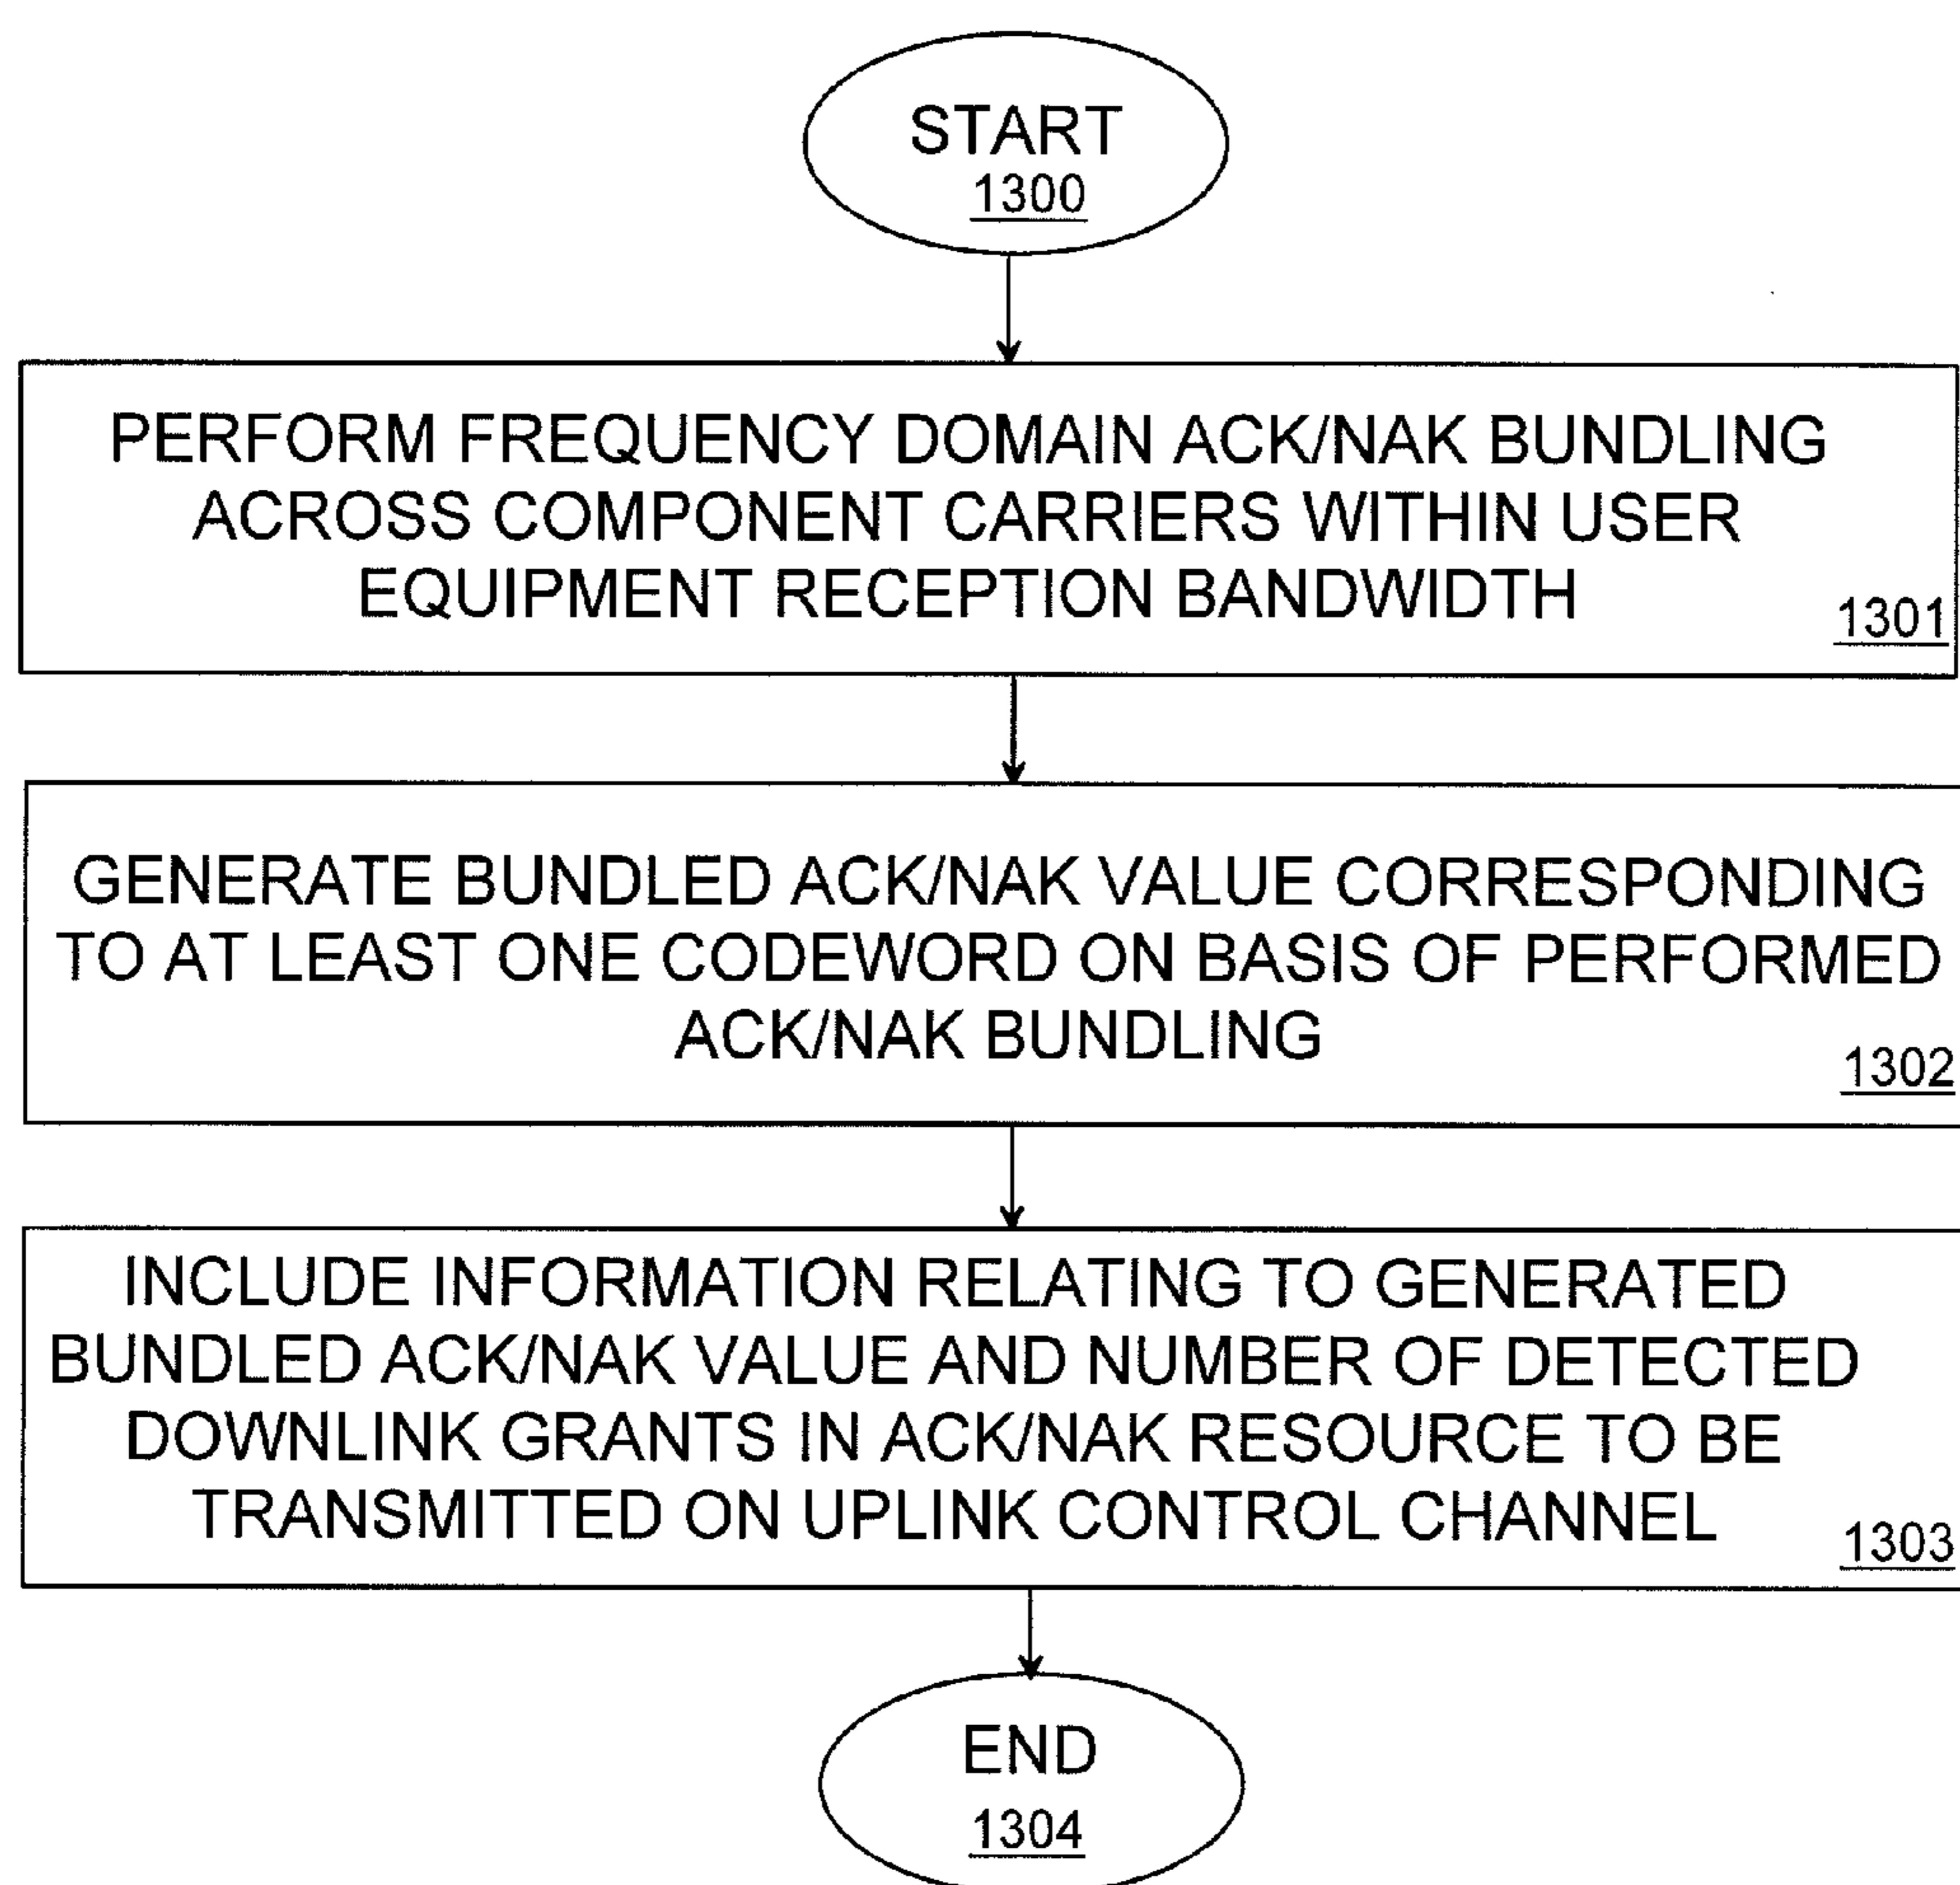 START
1300
PERFORM FREQUENCY DOMAIN ACK/NAK BUNDLING
ACROSS COMPONENT CARRIERS WITHIN USER
EQUIPMENT RECEPTION BANDWIDTH
1301
GENERATE BUNDLED ACK/NAK VALUE CORRESPONDING
TO AT LEAST ONE CODEWORD ON BASIS OF PERFORMED
ACK/NAK BUNDLING
1302
INCLUDE INFORMATION RELATING TO GENERATED
BUNDLED ACK/NAK VALUE AND NUMBER OF DETECTED
DOWNLINK GRANTS IN ACK/NAK RESOURCE TO BE
TRANSMITTED ON UPLINK CONTROL CHANNEL
1303
END
1304